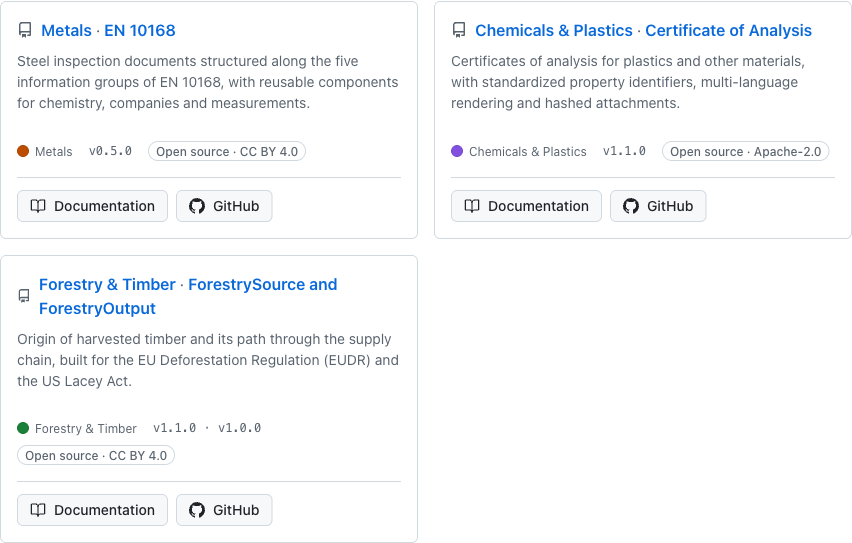 Metals · EN 10168
Steel inspection documents structured along the five
information groups of EN 10168, with reusable components
for chemistry, companies and measurements.
Metals v0.5.0 Open source · CC BY 4.0
Documentation GitHub
Chemicals & Plastics · Certificate of Analysis
Certificates of analysis for plastics and other materials,
with standardized property identifiers, multi-language
rendering and hashed attachments.
Chemicals & Plastics v1.1.0 Open source · Apache-2.0
Documentation GitHub
Forestry & Timber · ForestrySource and
ForestryOutput
Origin of harvested timber and its path through the supply
chain, built for the EU Deforestation Regulation (EUDR) and
the US Lacey Act.
Forestry & Timber v1.1.0 · v1.0.0
Open source · CC BY 4.0
Documentation GitHub